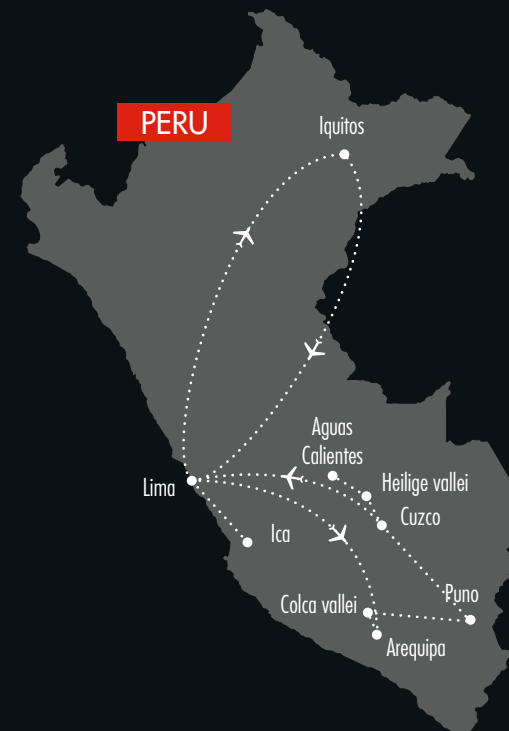 PERU
Iquitos
Aguas
Calientes
Lima
Heilige vallei
Cuzco
Ica
Puno
Colca vallei
Arequipa